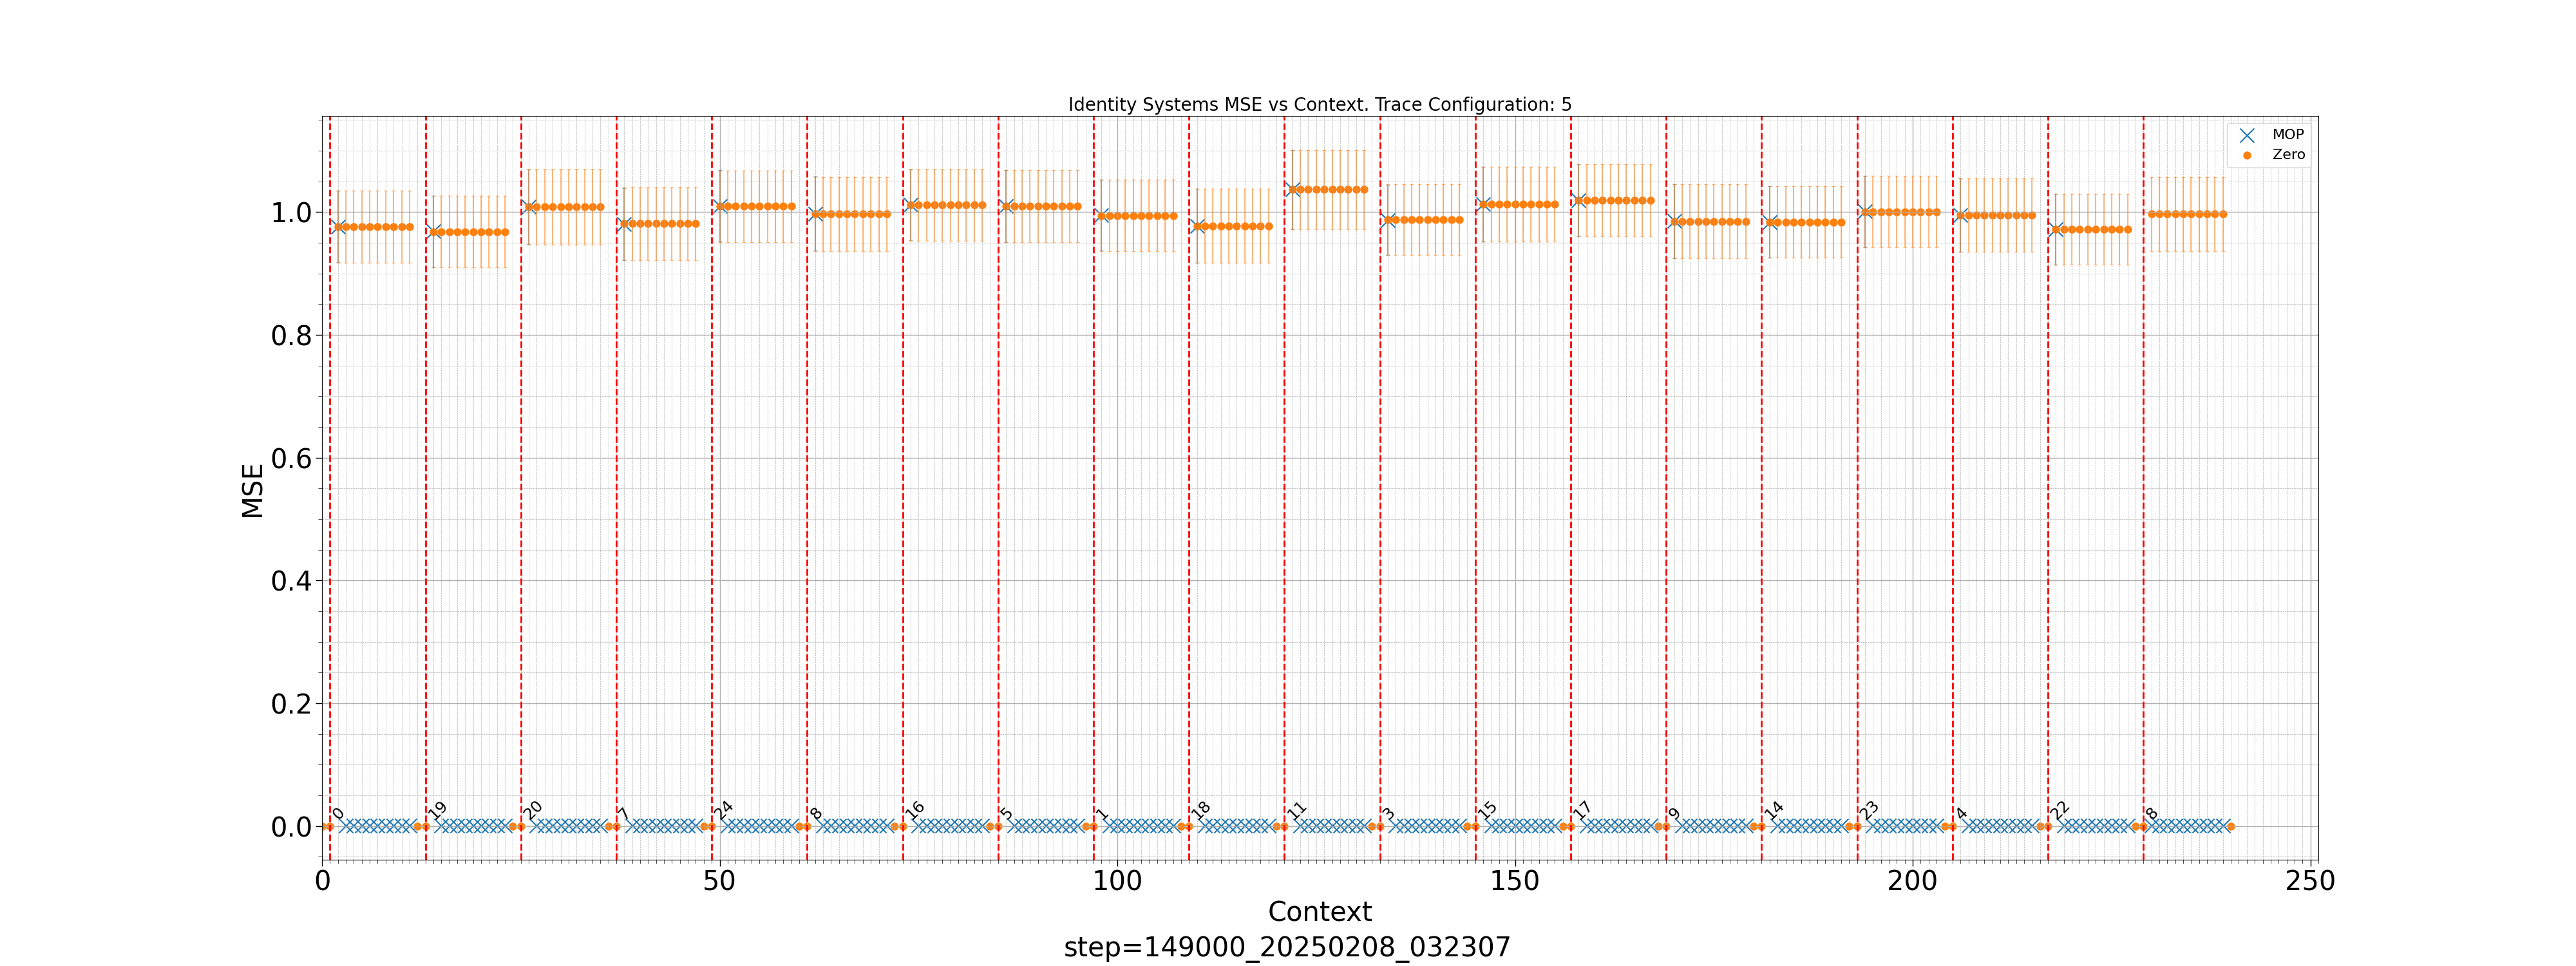 Identity Systems MSE vs Context. Trace Configuration: 5
MOP
Zero
MSE
1.0
0.8
0.6
0.4
0.2
0.0
0 19 20 7 24 8 16 5 1 18 11 3 15 17 9 14 23 4 22 8
0 50 100 150 200 250
Context
step=149000_20250208_032307